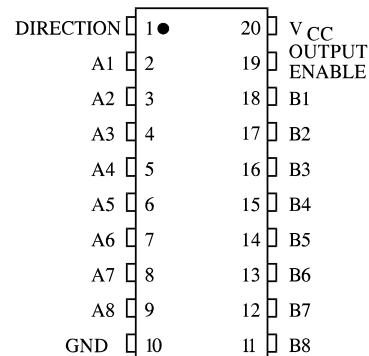 DIRECTION 1 20 VCC
A1 2 19 OUTPUT ENABLE
A2 3 18 B1
A3 4 17 B2
A4 5 16 B3
A5 6 15 B4
A6 7 14 B5
A7 8 13 B6
A8 9 12 B7
GND 10 11 B8